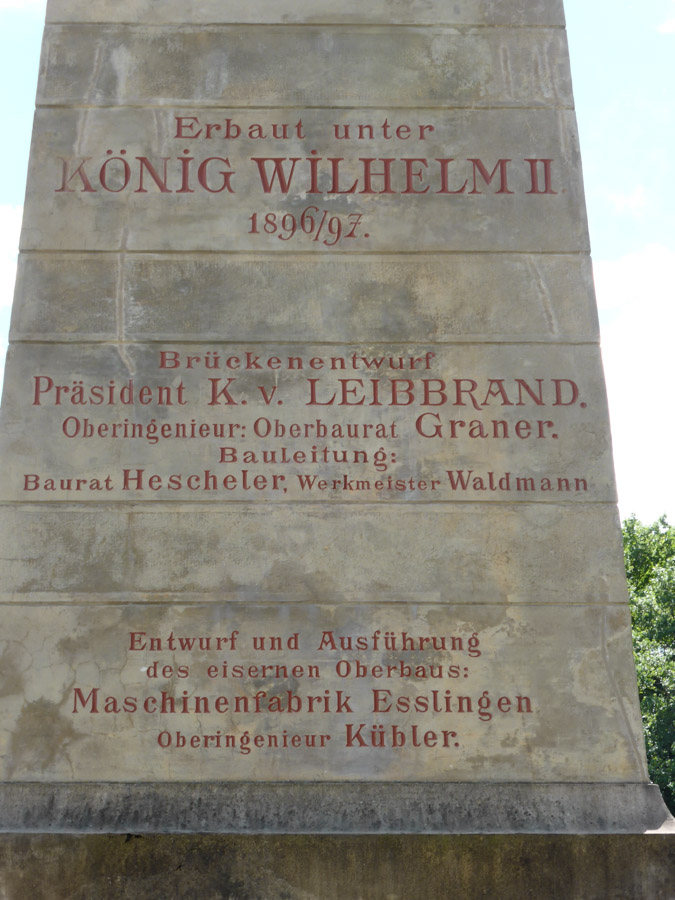 Erbaut unter
KÖNIG WILHELM II
1896/97.
Brückenentwurf
Präsident K. v. LEIBBRAND.
Oberingenieur: Oberbaurat Graner.
Bauleitung:
Baurat Hescheler, Werkmeister Waldmann
Entwurf und Ausführung
des eisernen Oberbaus:
Maschinenfabrik Esslingen
Oberingenieur Kübler.